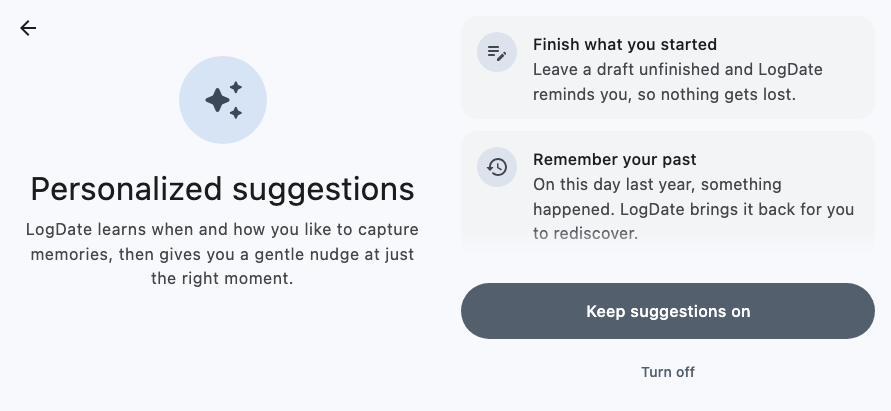 Personalized suggestions
LogDate learns when and how you like to capture
memories, then gives you a gentle nudge at just
the right moment.
Finish what you started
Leave a draft unfinished and LogDate
reminds you, so nothing gets lost.
Remember your past
On this day last year, something
happened. LogDate brings it back for you
to rediscover.
Keep suggestions on
Turn off